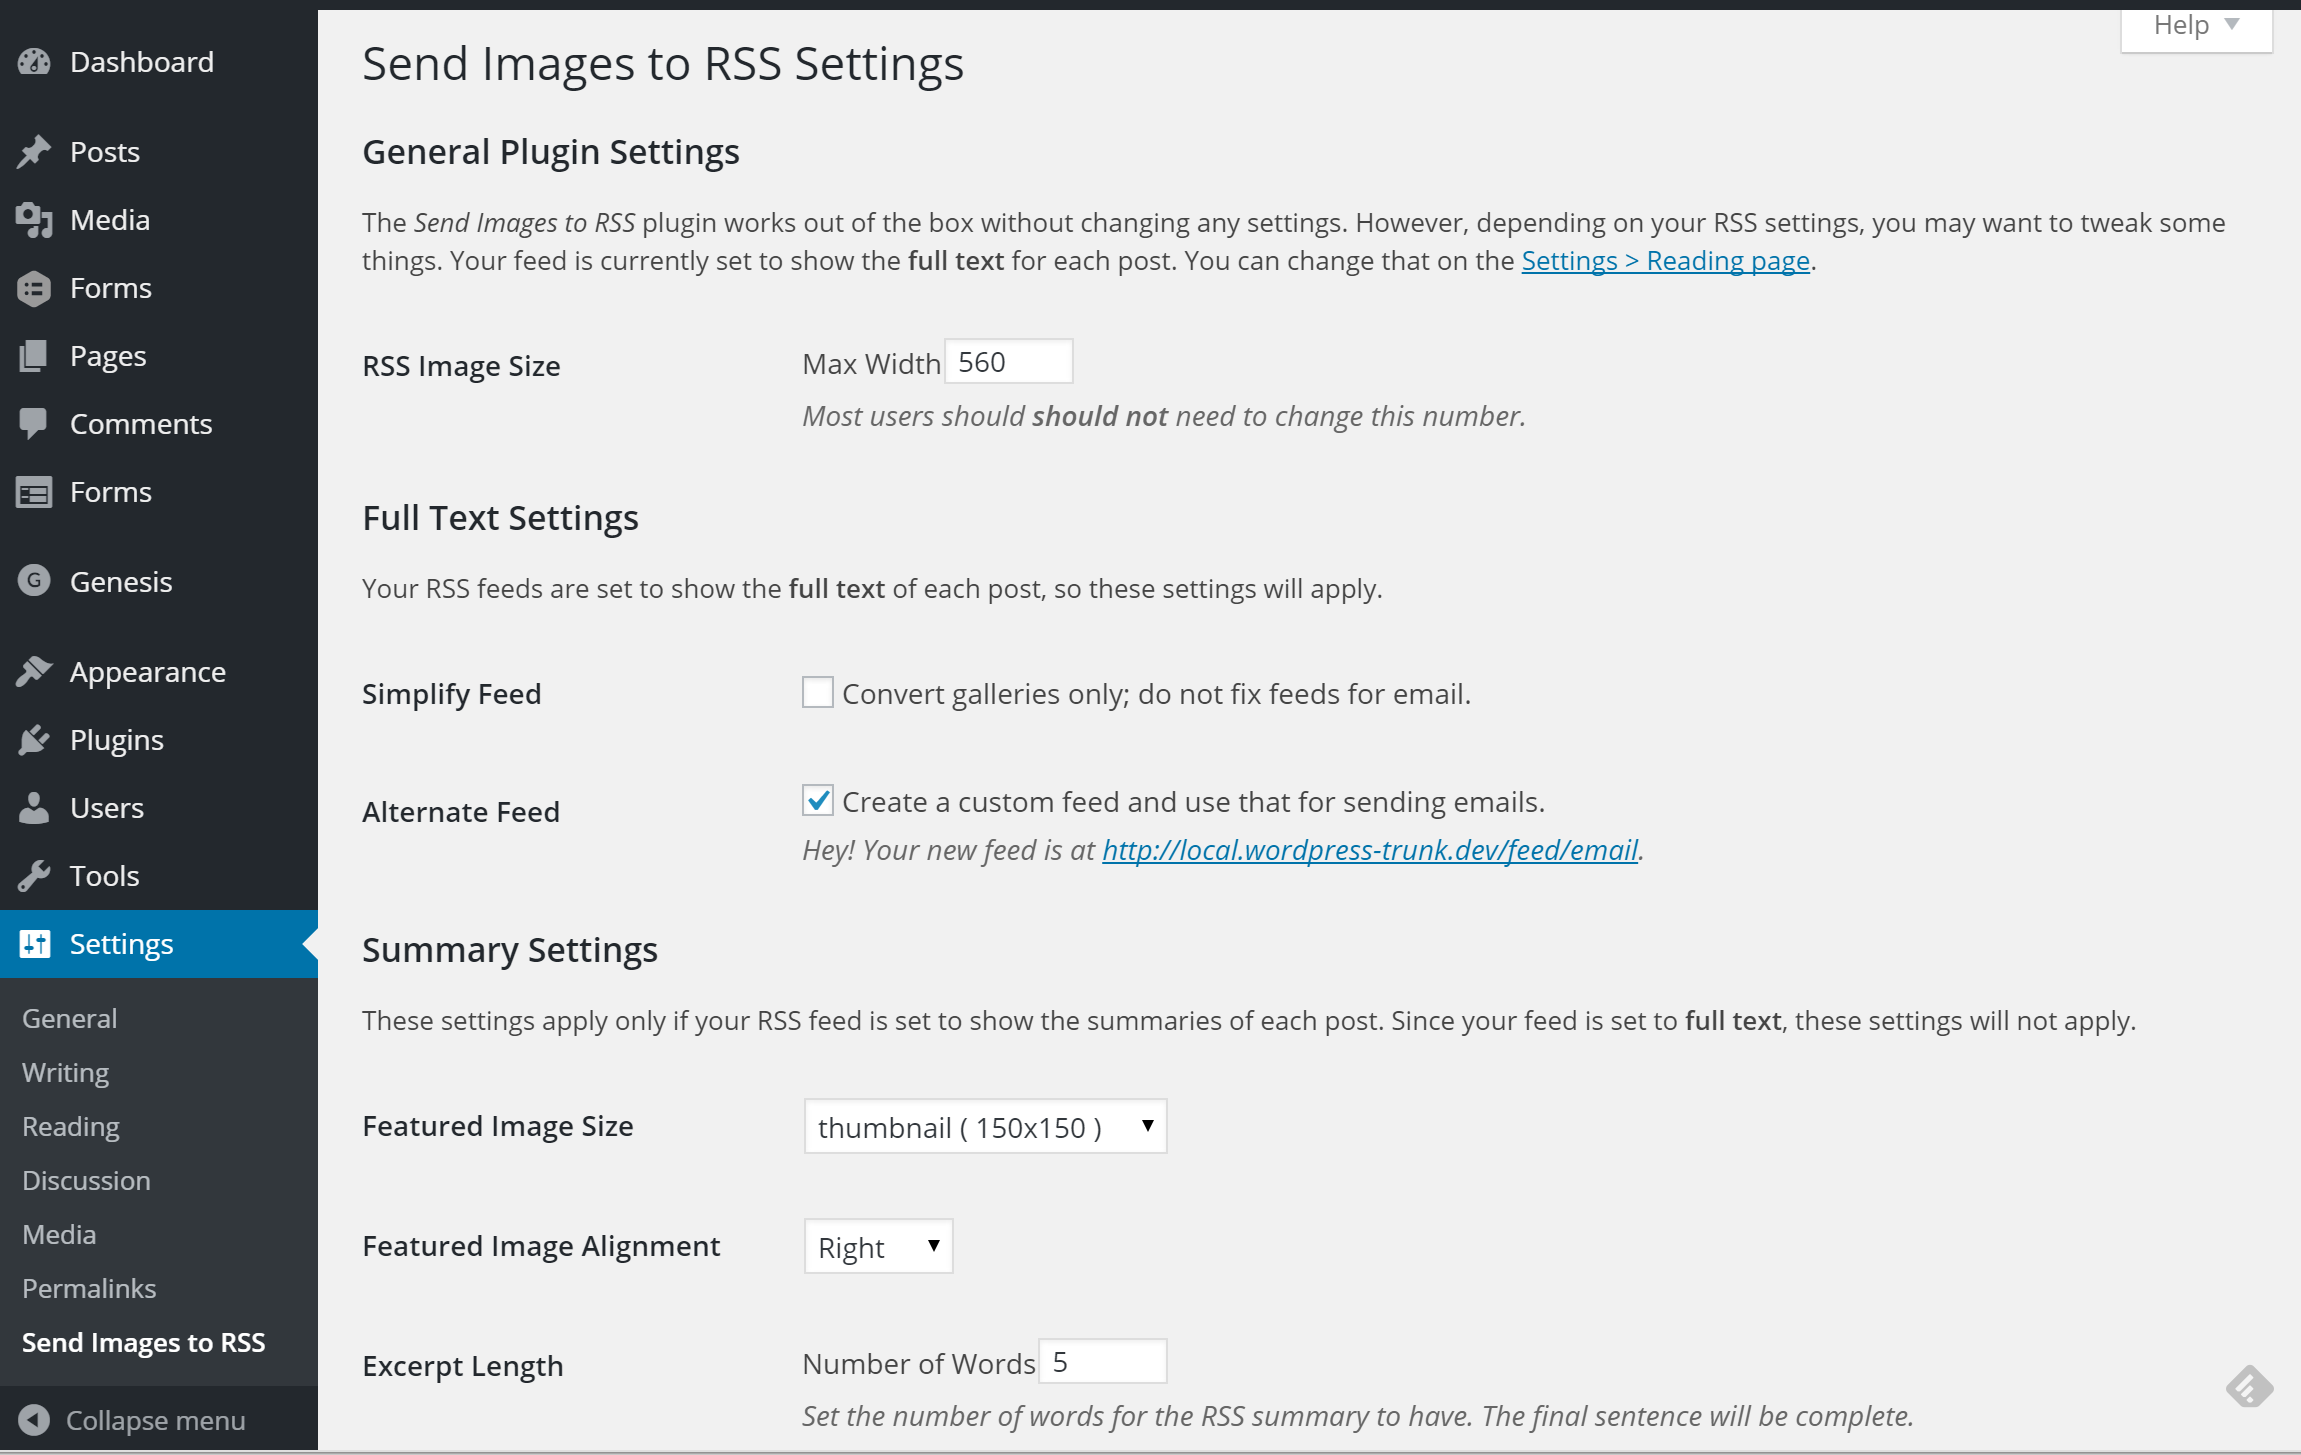 Dashboard
Posts
Media
Forms
Pages
Comments
Forms
G
Genesis
Appearance
Plugins
Users
Tools
Settings
General
Writing
Reading
Discussion
Media
Permalinks
Send Images to RSS
Collapse menu
Help
Send Images to RSS Settings
General Plugin Settings
The Send Images to RSS plugin works out of the box without changing any settings. However, depending on your RSS settings, you may want to tweak some
things. Your feed is currently set to show the full text for each post. You can change that on the Settings > Reading page.
RSS Image Size
Max Width 560
Most users should should not need to change this number.
Full Text Settings
Your RSS feeds are set to show the full text of each post, so these settings will apply.
Simplify Feed
Convert galleries only; do not fix feeds for email.
Alternate Feed
Create a custom feed and use that for sending emails.
Hey! Your new feed is at http://local.wordpress-trunk.dev/feed/email.
Summary Settings
These settings apply only if your RSS feed is set to show the summaries of each post. Since your feed is set to full text, these settings will not apply.
Featured Image Size
thumbnail ( 150x150 )
Featured Image Alignment
Right
Excerpt Length
Number of Words 5
Set the number of words for the RSS summary to have. The final sentence will be complete.